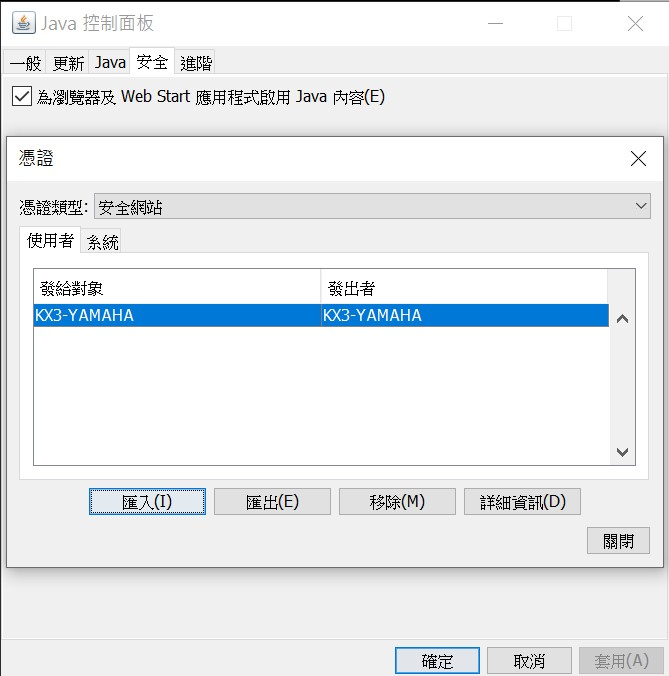 Java 控制面板
一般 更新 Java 安全 進階
為瀏覽器及 Web Start 應用程式啟用 Java 內容(E)
憑證
憑證類型: 安全網站
使用者 系統
發給對象 發出者
KX3-YAMAHA KX3-YAMAHA
匯入(I) 匯出(E) 移除(M) 詳細資訊(D)
關閉
確定 取消 套用(A)